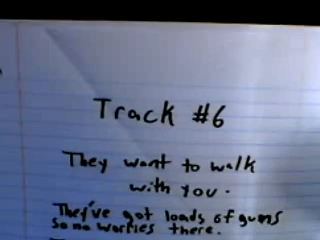 Track #6
They want to walk
with you.
They've got loads of guns
so no worries there.